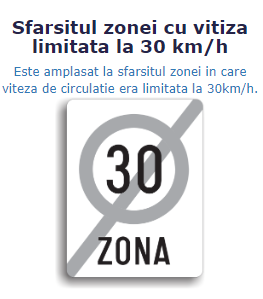 Sfarsitul zonei cu vitiza
limitata la 30 km/h
Este amplasat la sfarsitul zonei in care
viteza de circulatie era limitata la 30km/h.
30
ZONA